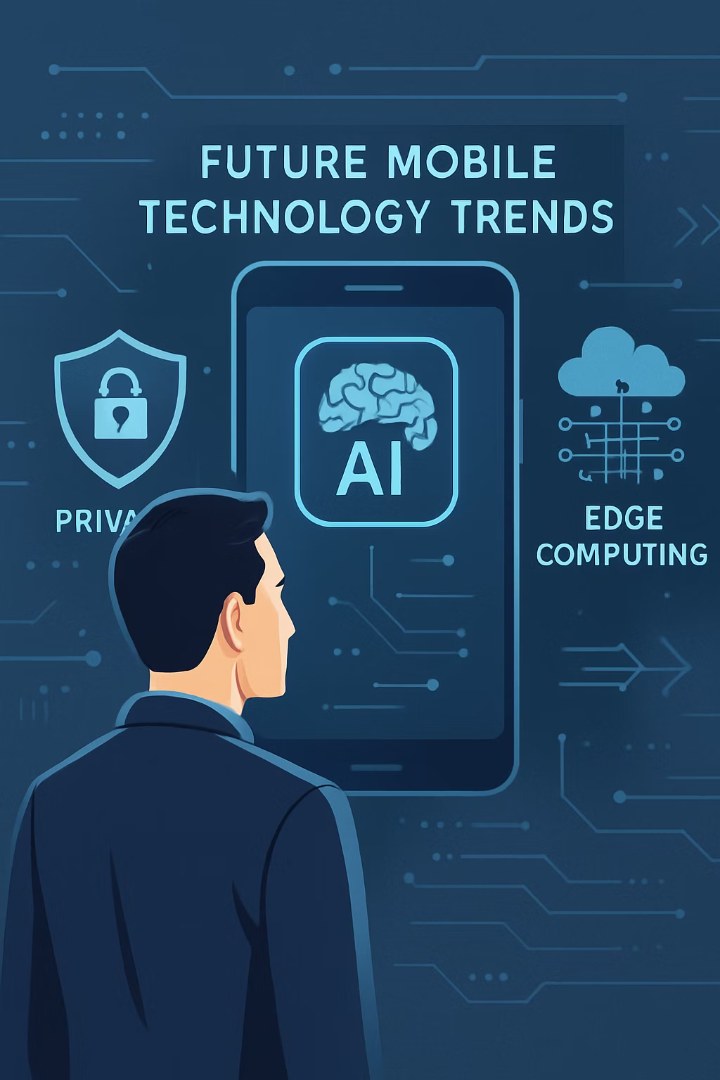 FUTURE MOBILE
TECHNOLOGY TRENDS
AI
PRIVA
EDGE
COMPUTING